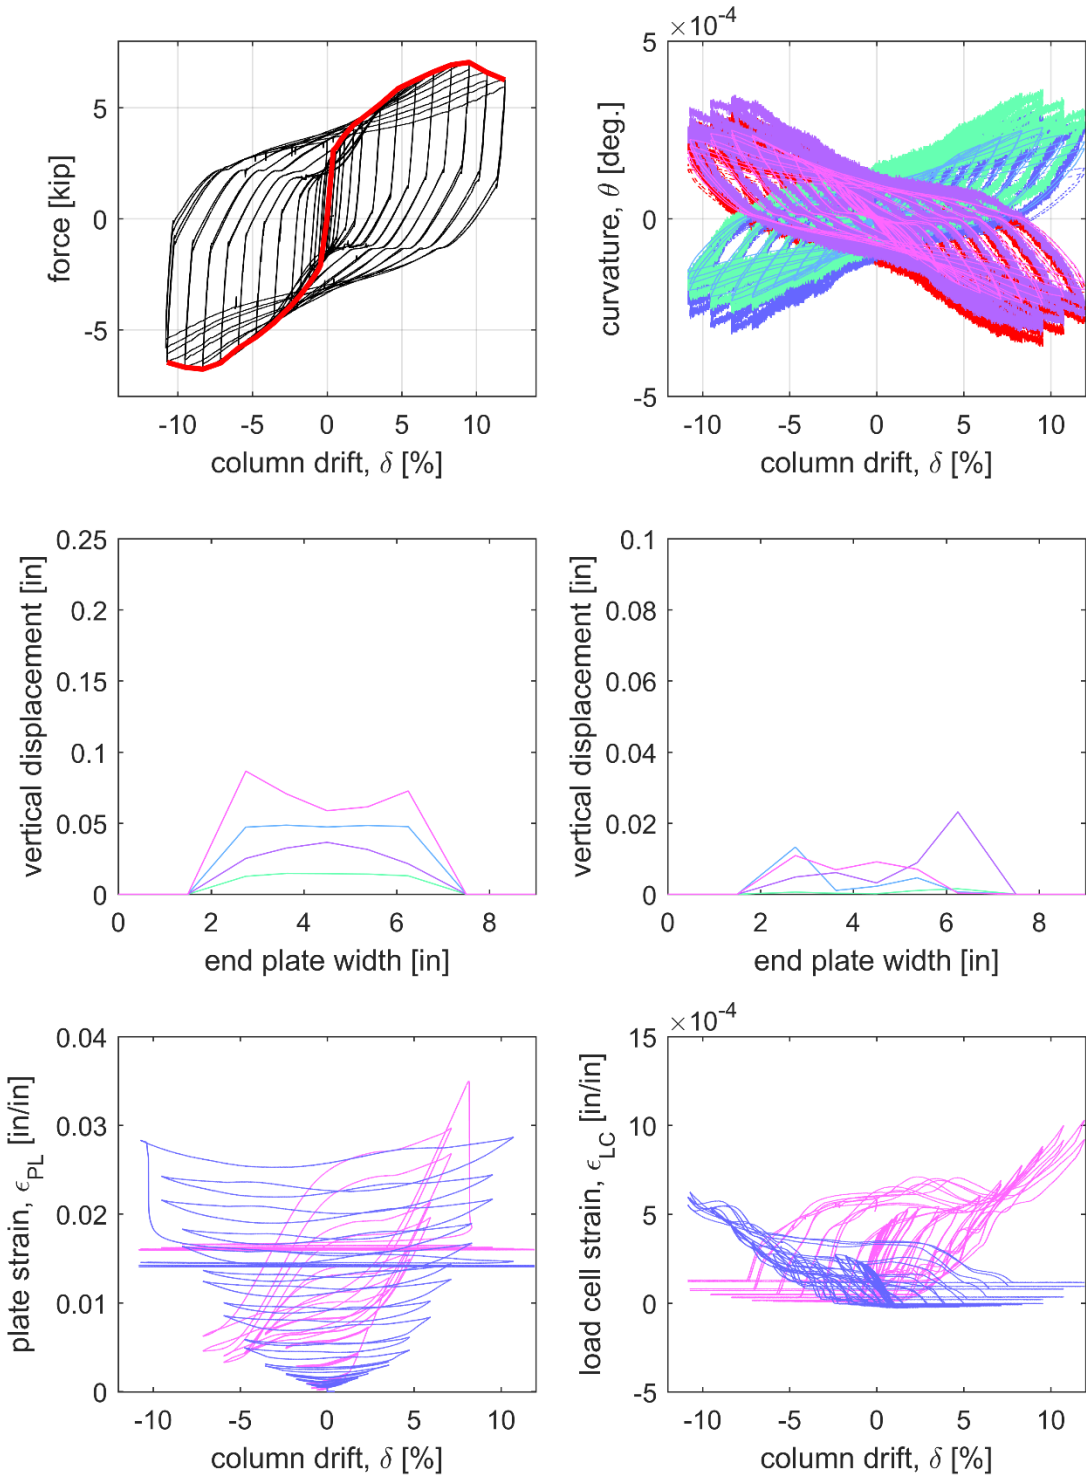 ×10⁻⁴
force [kip]
5
0
-5
-10 -5 0 5 10
column drift, δ [%]
curvature, θ [deg.]
5
0
-5
-10 -5 0 5 10
column drift, δ [%]
vertical displacement [in]
0.25
0.2
0.15
0.1
0.05
0
0 2 4 6 8
end plate width [in]
vertical displacement [in]
0.1
0.08
0.06
0.04
0.02
0
0 2 4 6 8
end plate width [in]
plate strain, ϵPL [in/in]
0.04
0.03
0.02
0.01
0
-10 -5 0 5 10
column drift, δ [%]
×10⁻⁴
load cell strain, ϵLC [in/in]
15
10
5
0
-5
-10 -5 0 5 10
column drift, δ [%]